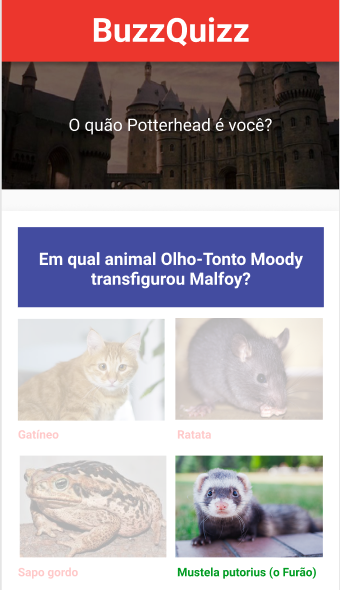 BuzzQuizz
O quão Potterhead é você?
Em qual animal Olho-Tonto Moody
transfigurou Malfoy?
Gatíneo
Ratata
Sapo gordo
Mustela putorius (o Furão)